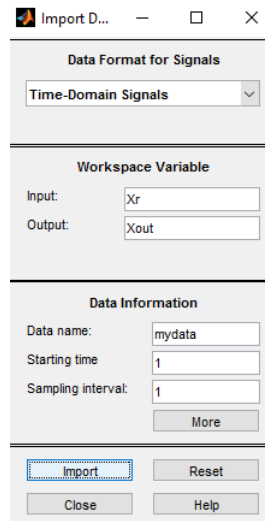 Import D...
Data Format for Signals
Time-Domain Signals
Workspace Variable
Input: Xr
Output: Xout
Data Information
Data name: mydata
Starting time 1
Sampling interval: 1
More
Import Reset
Close Help